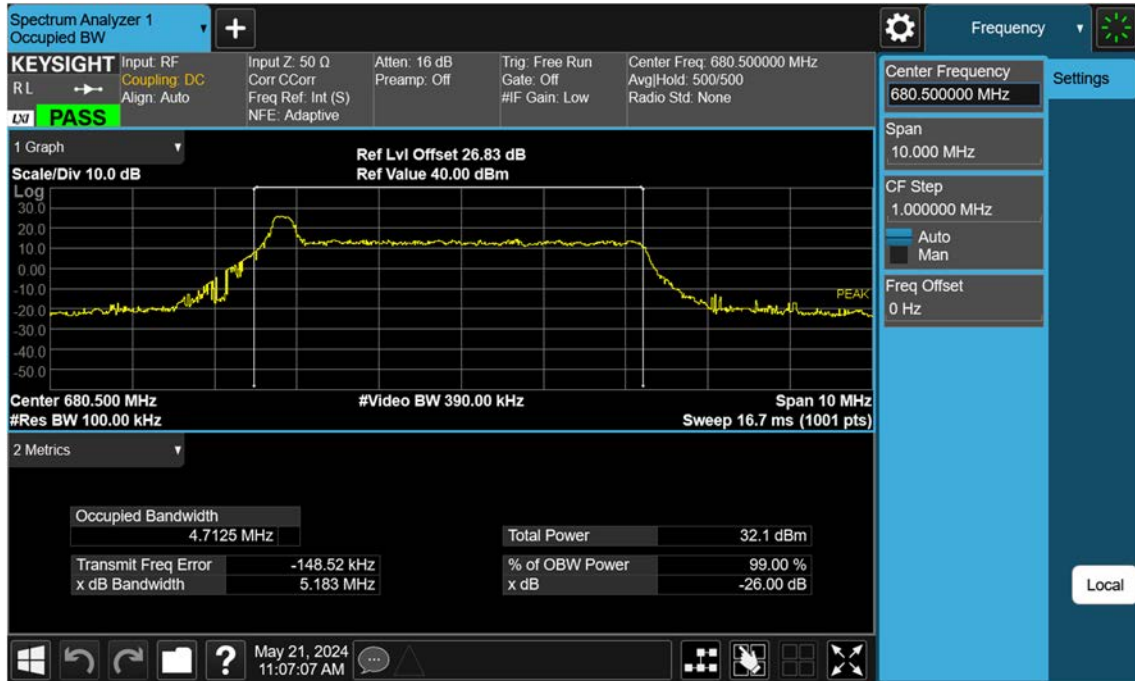 Spectrum Analyzer 1
Occupied BW
+
Frequency
KEYSIGHT
RL
LXI
PASS
Input: RF
Coupling: DC
Align: Auto
Input Z: 50 Ω
Corr CCorr
Freq Ref: Int (S)
NFE: Adaptive
Atten: 16 dB
Preamp: Off
Trig: Free Run
Gate: Off
#IF Gain: Low
Center Freq: 680.500000 MHz
Avg|Hold: 500/500
Radio Std: None
Center Frequency
680.500000 MHz
Settings
Span
10.000 MHz
CF Step
1.000000 MHz
Auto
Man
Freq Offset
0 Hz
Local
1 Graph
Scale/Div 10.0 dB
Ref Lvl Offset 26.83 dB
Ref Value 40.00 dBm
Log
30.0
20.0
10.0
0.00
-10.0
-20.0
-30.0
-40.0
-50.0
PEAK
Center 680.500 MHz
#Video BW 390.00 kHz
Span 10 MHz
#Res BW 100.00 kHz
Sweep 16.7 ms (1001 pts)
2 Metrics
Occupied Bandwidth
4.7125 MHz
Total Power 32.1 dBm
Transmit Freq Error -148.52 kHz
% of OBW Power 99.00 %
x dB Bandwidth 5.183 MHz
x dB -26.00 dB
?
May 21, 2024
11:07:07 AM